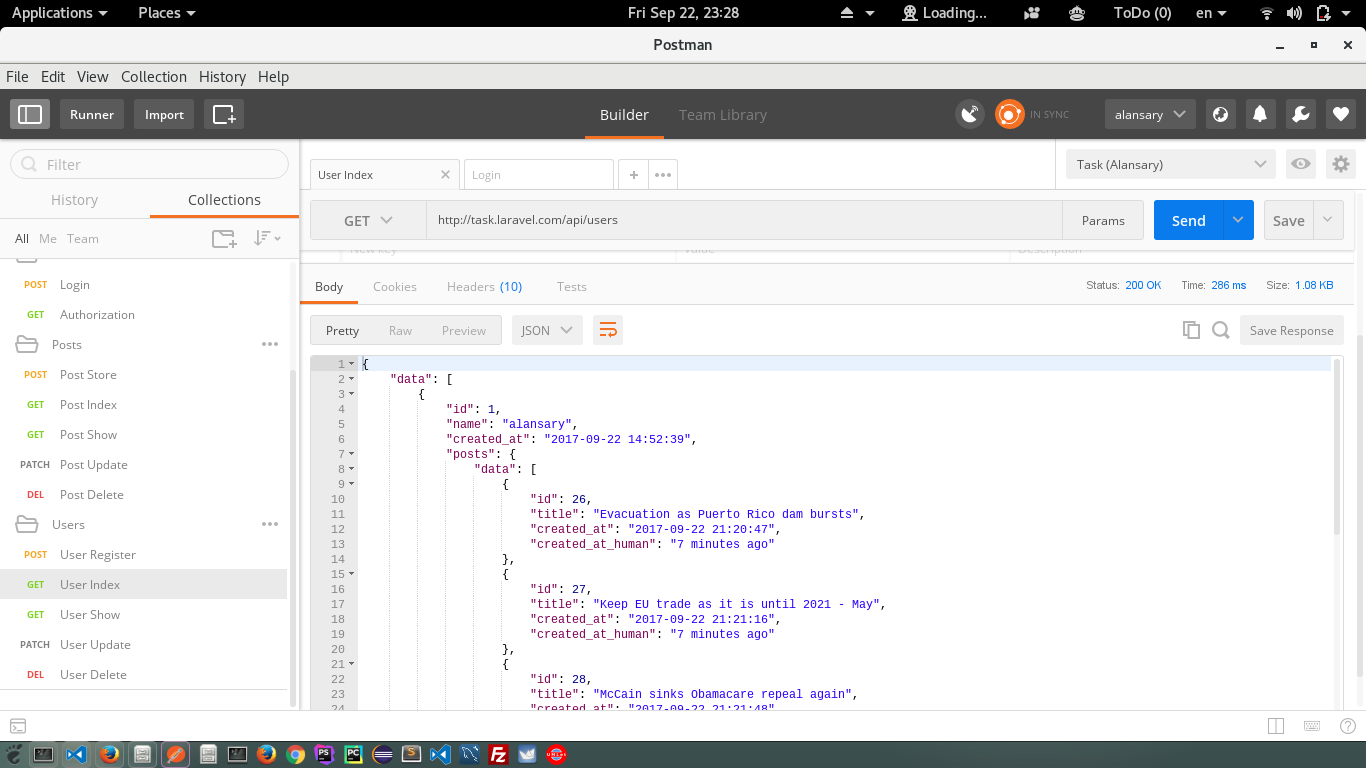 Applications Places Fri Sep 22, 23:28 Loading... ToDo (0) en
Postman
File Edit View Collection History Help
Runner Import Builder Team Library IN SYNC alansary
Filter
History Collections
All Me Team
User Index Login Task (Alansary)
GET http://task.laravel.com/api/users Params Send Save
New key Value Description
Body Cookies Headers (10) Tests Status: 200 OK Time: 286 ms Size: 1.08 KB
Pretty Raw Preview JSON Save Response
POST Login
GET Authorization
Posts
POST Post Store
GET Post Index
GET Post Show
PATCH Post Update
DEL Post Delete
Users
POST User Register
GET User Index
GET User Show
PATCH User Update
DEL User Delete
1 {
2 "data": [
3 {
4 "id": 1,
5 "name": "alansary",
6 "created_at": "2017-09-22 14:52:39",
7 "posts": {
8 "data": [
9 {
10 "id": 26,
11 "title": "Evacuation as Puerto Rico dam bursts",
12 "created_at": "2017-09-22 21:20:47",
13 "created_at_human": "7 minutes ago"
14 },
15 {
16 "id": 27,
17 "title": "Keep EU trade as it is until 2021 - May",
18 "created_at": "2017-09-22 21:21:16",
19 "created_at_human": "7 minutes ago"
20 },
21 {
22 "id": 28,
23 "title": "McCain sinks Obamacare repeal again",
24 "created_at": "2017-09-22 21:21:48"